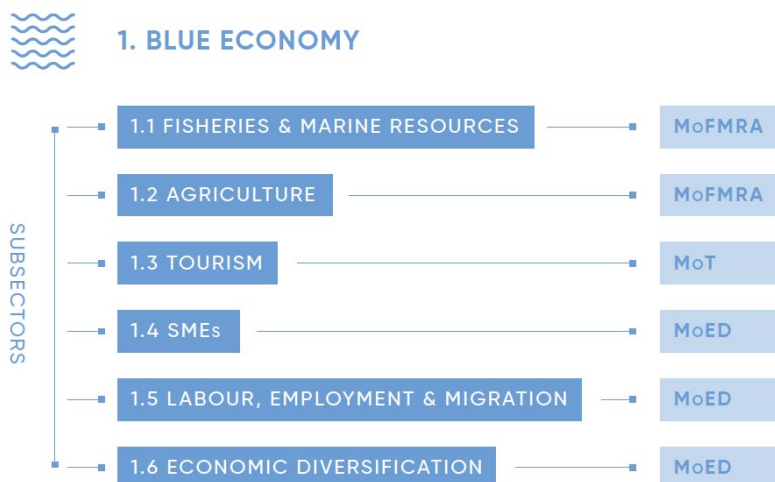 1. BLUE ECONOMY
SUBSECTORS
1.1 FISHERIES & MARINE RESOURCES MoFMRA
1.2 AGRICULTURE MoFMRA
1.3 TOURISM MoT
1.4 SMEs MoED
1.5 LABOUR, EMPLOYMENT & MIGRATION MoED
1.6 ECONOMIC DIVERSIFICATION MoED